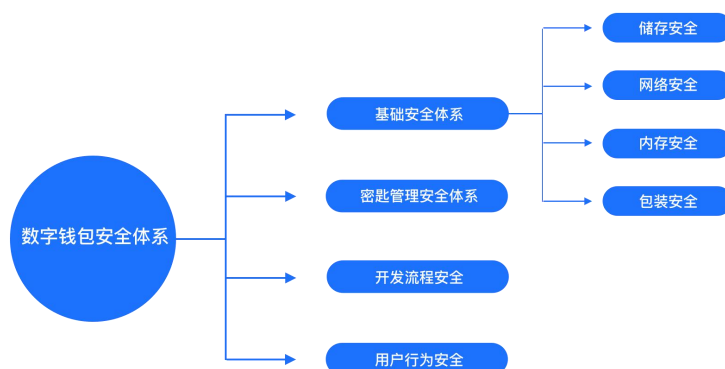 数字钱包安全体系
基础安全体系
密匙管理安全体系
开发流程安全
用户行为安全
储存安全
网络安全
内存安全
包装安全